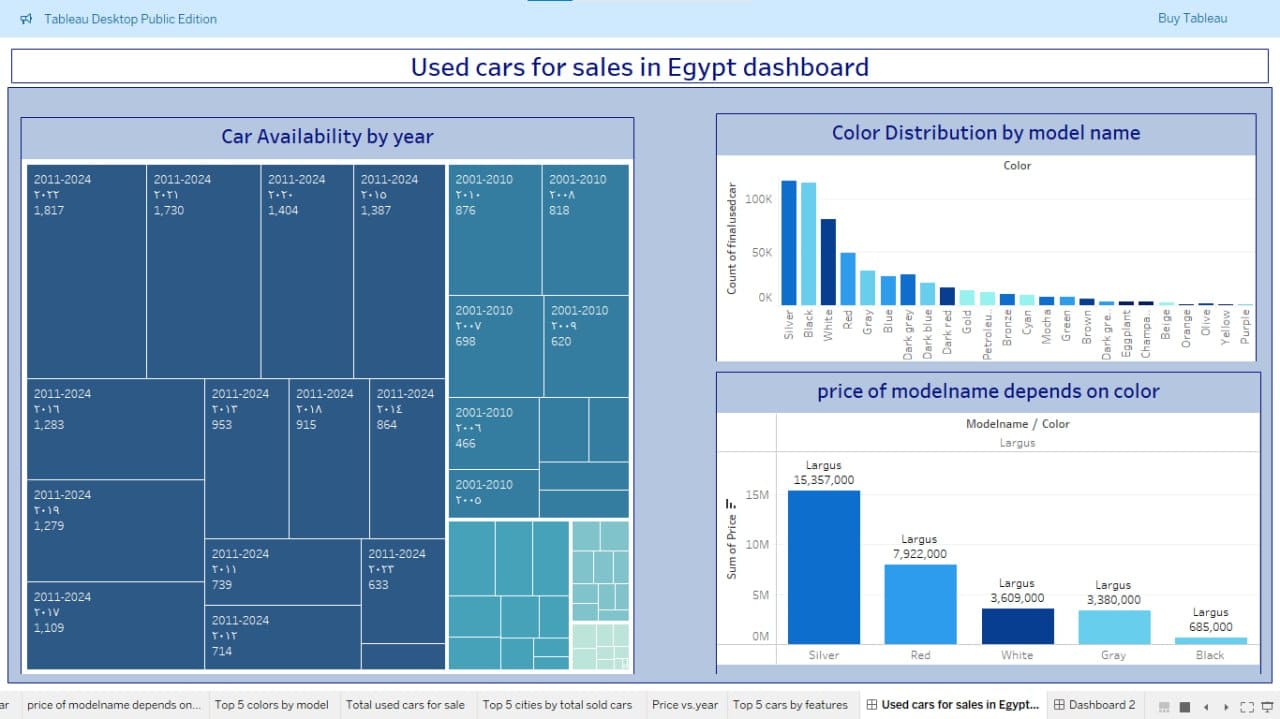 Tableau Desktop Public Edition
Buy Tableau
Used cars for sales in Egypt dashboard
Car Availability by year
2011-2024
٢٠٢٢
1,817
2011-2024
٢٠٢١
1,730
2011-2024
٢٠٢٠
1,404
2011-2024
٢٠١٥
1,387
2001-2010
٢٠١٠
876
2001-2010
٢٠٠٨
818
2001-2010
٢٠٠٧
698
2001-2010
٢٠٠٩
620
2011-2024
٢٠١٦
1,283
2011-2024
٢٠١٣
953
2011-2024
٢٠١٨
915
2011-2024
٢٠١٤
864
2001-2010
٢٠٠٦
466
2001-2010
٢٠٠٥
2011-2024
٢٠١٩
1,279
2011-2024
٢٠١١
739
2011-2024
٢٠٢٣
633
2011-2024
٢٠١٧
1,109
2011-2024
٢٠١٢
714
Color Distribution by model name
Color
Count of finalusedcar
100K
50K
0K
Silver
Black
White
Red
Gray
Blue
Dark grey
Dark blue
Dark red
Gold
Petroleu..
Bronze
Cyan
Mocha
Green
Brown
Dark gre..
Eggplant
Champa..
Beige
Orange
Olive
Yellow
Purple
price of modelname depends on color
Modelname / Color
Largus
Sum of Price
15M
10M
5M
0M
Largus
15,357,000
Largus
7,922,000
Largus
3,609,000
Largus
3,380,000
Largus
685,000
Silver
Red
White
Gray
Black
ar
price of modelname depends on...
Top 5 colors by model
Total used cars for sale
Top 5 cities by total sold cars
Price vs.year
Top 5 cars by features
Used cars for sales in Egypt...
Dashboard 2